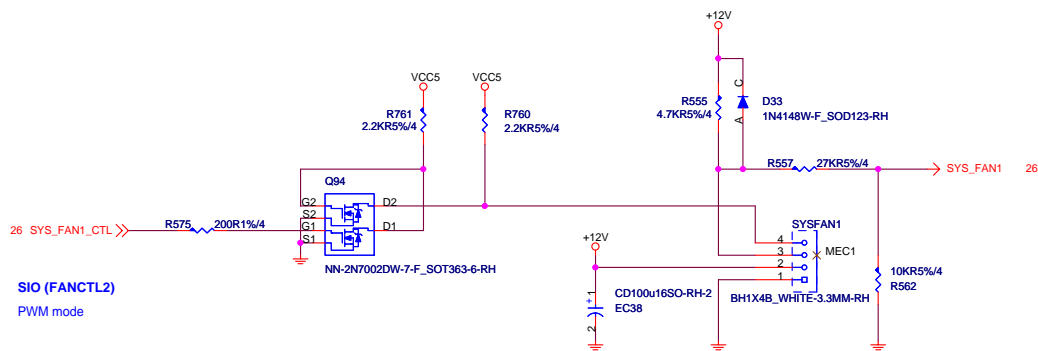 +12V
VCC5
VCC5
+12V
R761
2.2KR5%/4
R760
2.2KR5%/4
R555
4.7KR5%/4
C
A
D33
1N4148W-F_SOD123-RH
R557
27KR5%/4
SYS_FAN1
26
Q94
G2
S2
G1
S1
D2
D1
26
SYS_FAN1_CTL
R575
200R1%/4
NN-2N7002DW-7-F_SOT363-6-RH
SYSFAN1
4
3
2
1
MEC1
BH1X4B_WHITE-3.3MM-RH
10KR5%/4
R562
+
1
2
CD100u16SO-RH-2
EC38
SIO (FANCTL2)
PWM mode